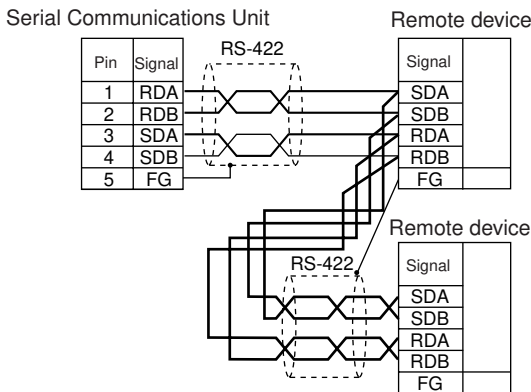 Serial Communications Unit
Remote device
RS-422
Pin Signal
Signal
1 RDA
SDA
2 RDB
SDB
3 SDA
RDA
4 SDB
RDB
5 FG
FG
Remote device
RS-422
Signal
SDA
SDB
RDA
RDB
FG